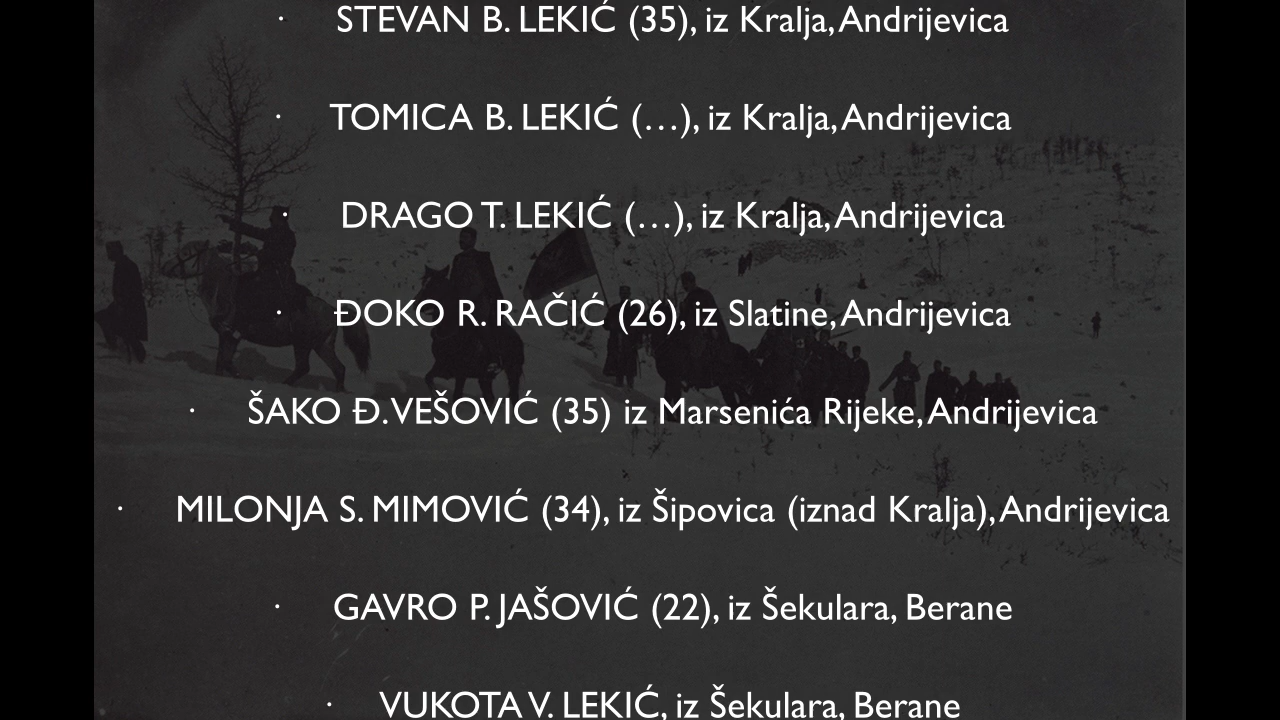 · STEVAN B. LEKIĆ (35), iz Kralja, Andrijevica
· TOMICA B. LEKIĆ (…), iz Kralja, Andrijevica
· DRAGO T. LEKIĆ (…), iz Kralja, Andrijevica
· ĐOKO R. RAČIĆ (26), iz Slatine, Andrijevica
· ŠAKO Đ. VEŠOVIĆ (35) iz Marsenića Rijeke, Andrijevica
· MILONJA S. MIMOVIĆ (34), iz Šipovica (iznad Kralja), Andrijevica
· GAVRO P. JAŠOVIĆ (22), iz Šekulara, Berane
· VUKOTA V. LEKIĆ, iz Šekulara, Berane